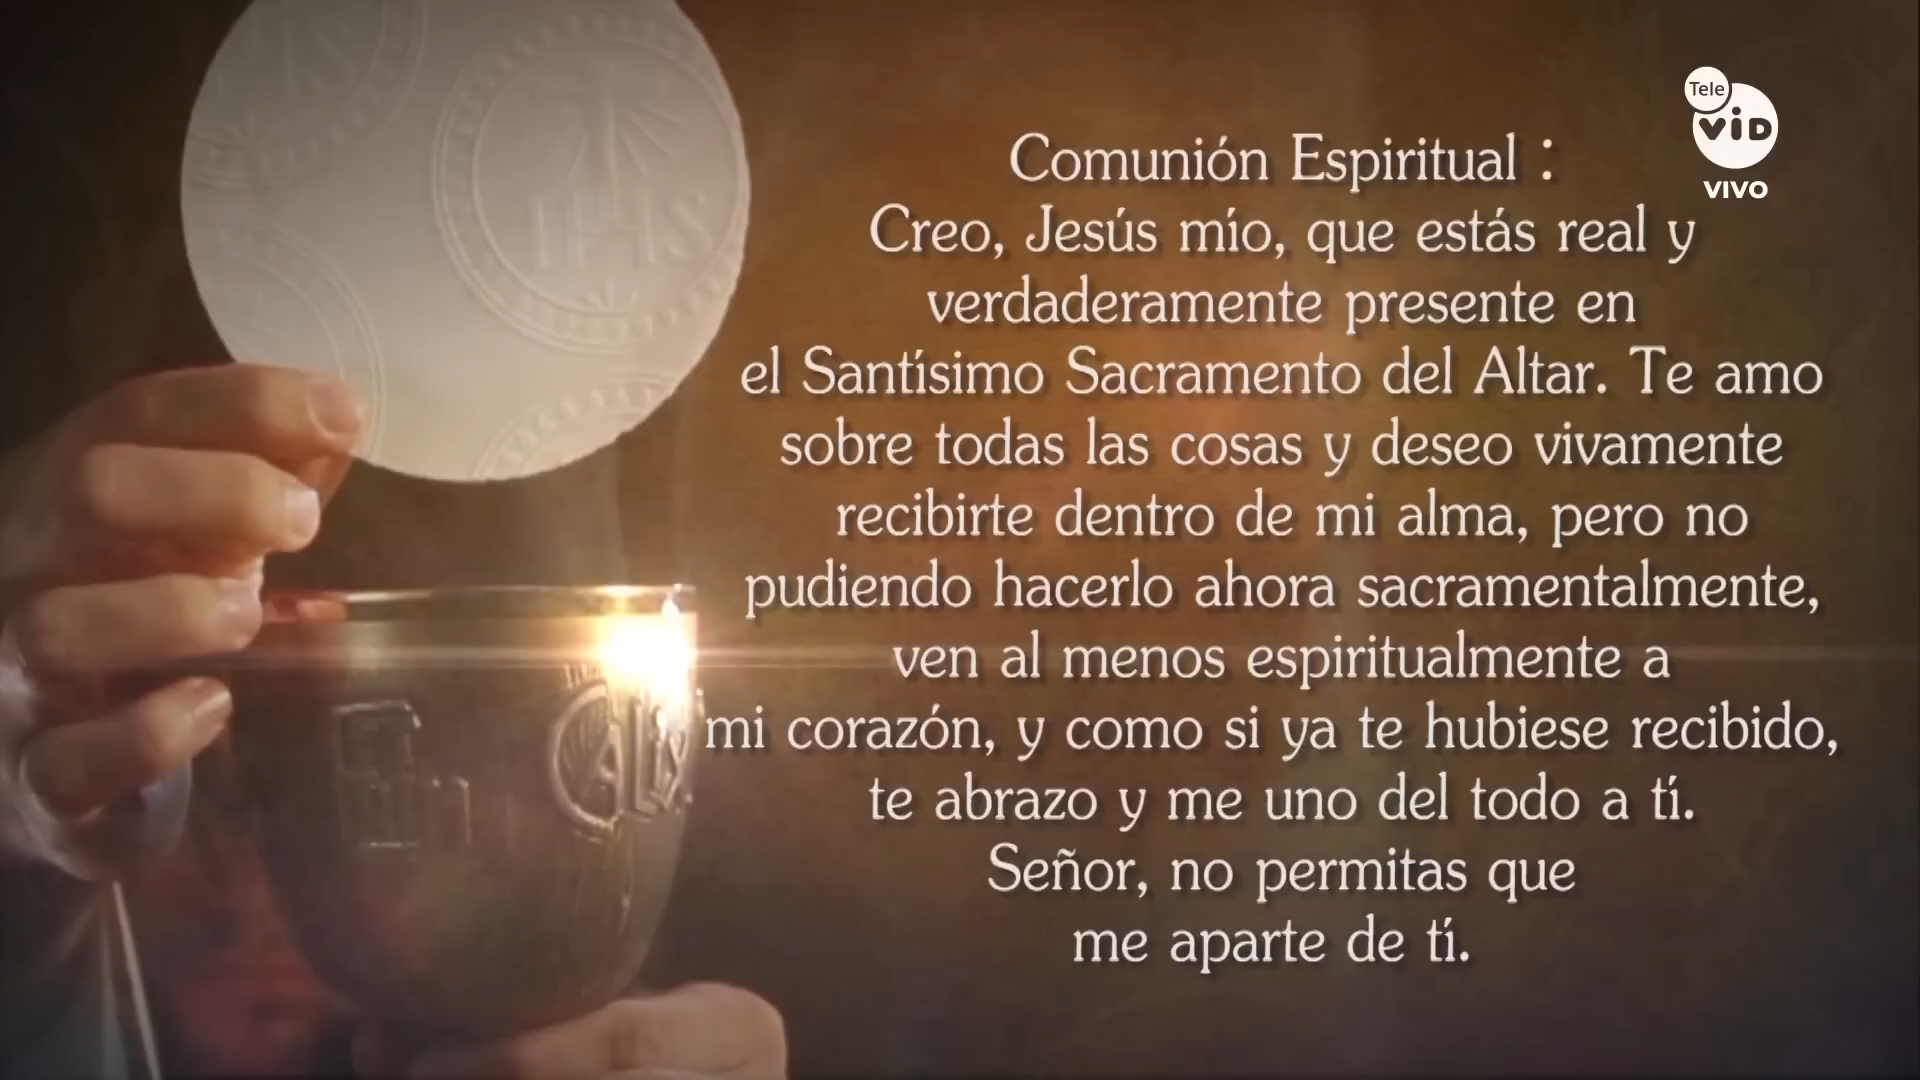 Tele
ViD
VIVO
Comunión Espiritual :
Creo, Jesús mío, que estás real y
verdaderamente presente en
el Santísimo Sacramento del Altar. Te amo
sobre todas las cosas y deseo vivamente
recibirte dentro de mi alma, pero no
pudiendo hacerlo ahora sacramentalmente,
ven al menos espiritualmente a
mi corazón, y como si ya te hubiese recibido,
te abrazo y me uno del todo a tí.
Señor, no permitas que
me aparte de tí.
IHS